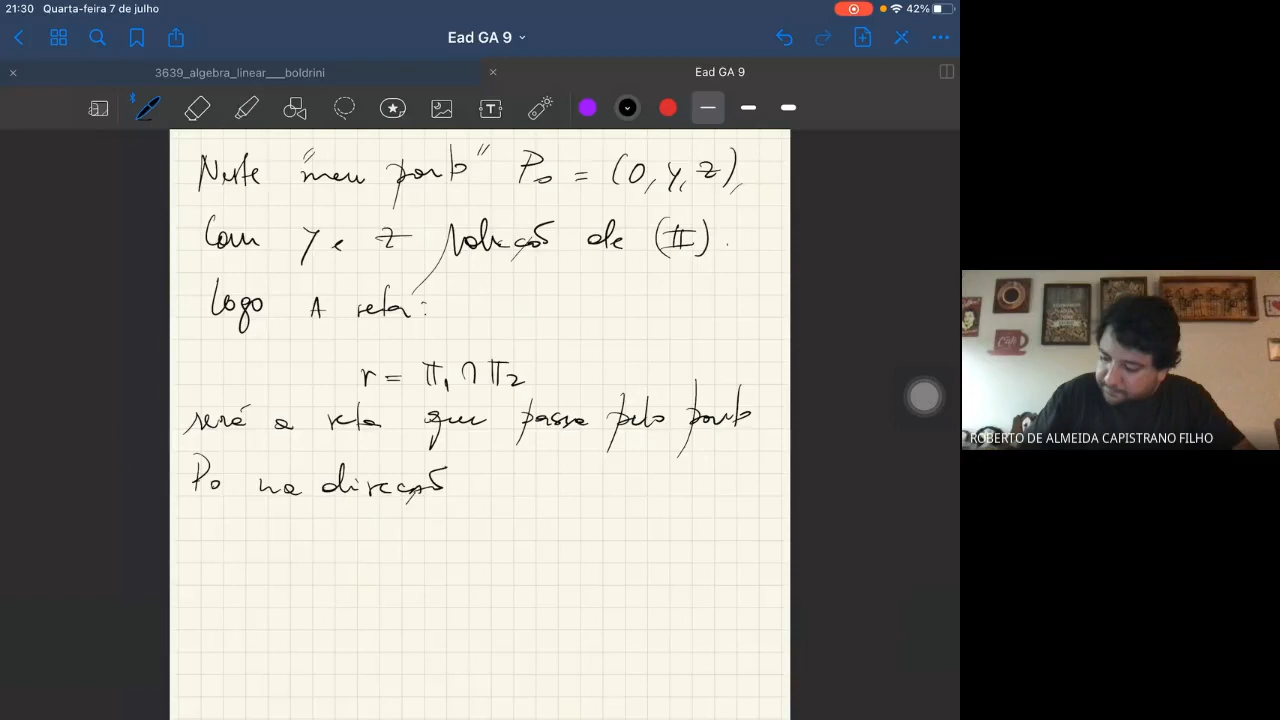 21:30 Quarta-feira 7 de julho
42%
Ead GA 9
3639_algebra_linear___boldrini
Ead GA 9
T
Neste "meu ponto" P₀ = (0, y, z),
Com y e z solução de (II).
Logo A reta:
r = π₁ ∩ π₂
será a reta que passa pelo ponto
P₀ na direção
CAFÉ
ROBERTO DE ALMEIDA CAPISTRANO FILHO